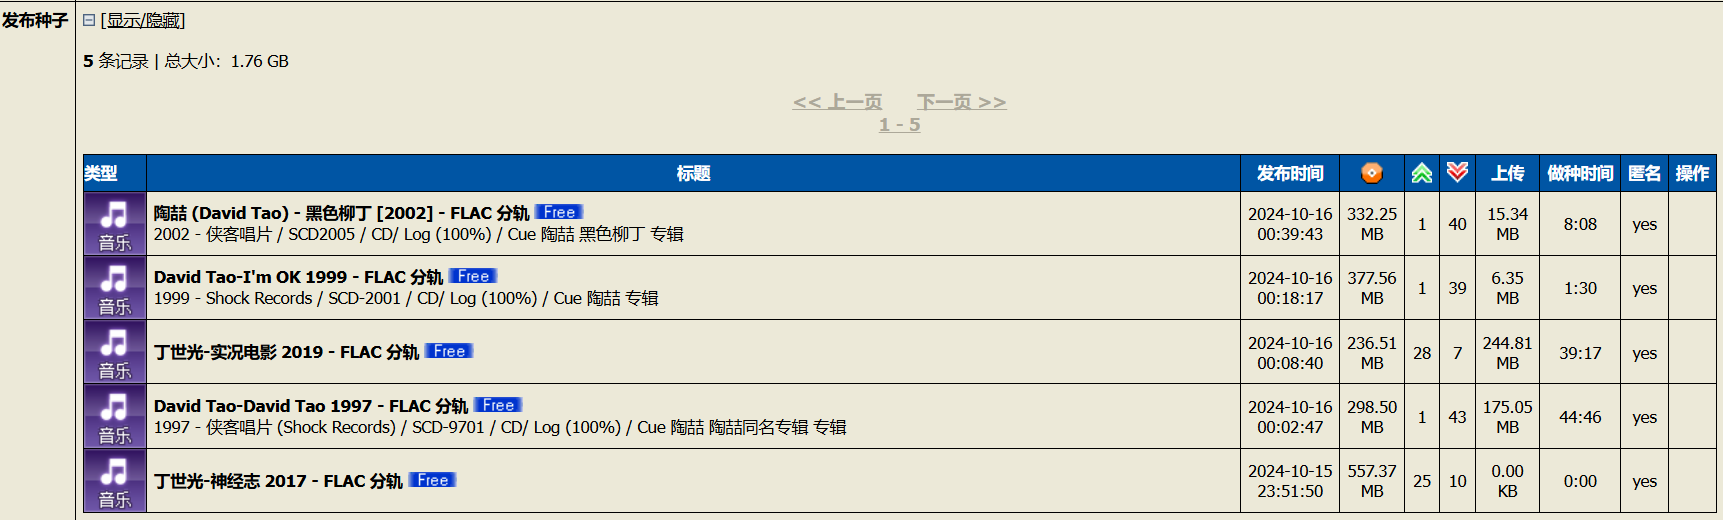 发布种子
[显示/隐藏]
5 条记录 | 总大小：1.76 GB
<< 上一页 下一页 >>
1 - 5
类型 标题 发布时间 上传 做种时间 匿名 操作
音乐
陶喆 (David Tao) - 黑色柳丁 [2002] - FLAC 分轨 Free
2002 - 侠客唱片 / SCD2005 / CD/ Log (100%) / Cue 陶喆 黑色柳丁 专辑
2024-10-16
00:39:43
332.25
MB
1
40
15.34
MB
8:08
yes
音乐
David Tao-I'm OK 1999 - FLAC 分轨 Free
1999 - Shock Records / SCD-2001 / CD/ Log (100%) / Cue 陶喆 专辑
2024-10-16
00:18:17
377.56
MB
1
39
6.35
MB
1:30
yes
音乐
丁世光-实况电影 2019 - FLAC 分轨 Free
2024-10-16
00:08:40
236.51
MB
28
7
244.81
MB
39:17
yes
音乐
David Tao-David Tao 1997 - FLAC 分轨 Free
1997 - 侠客唱片 (Shock Records) / SCD-9701 / CD/ Log (100%) / Cue 陶喆 陶喆同名专辑 专辑
2024-10-16
00:02:47
298.50
MB
1
43
175.05
MB
44:46
yes
音乐
丁世光-神经志 2017 - FLAC 分轨 Free
2024-10-15
23:51:50
557.37
MB
25
10
0.00
KB
0:00
yes